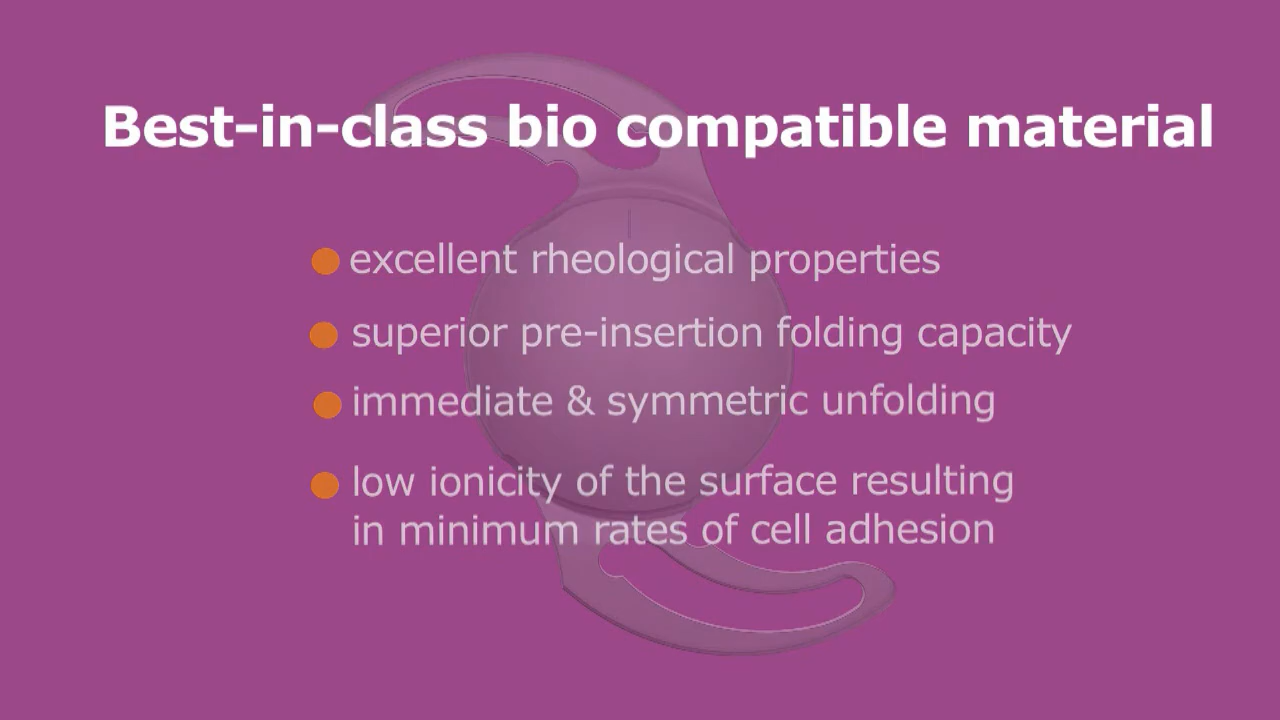 Best-in-class bio compatible material
excellent rheological properties
superior pre-insertion folding capacity
immediate & symmetric unfolding
low ionicity of the surface resulting
in minimum rates of cell adhesion